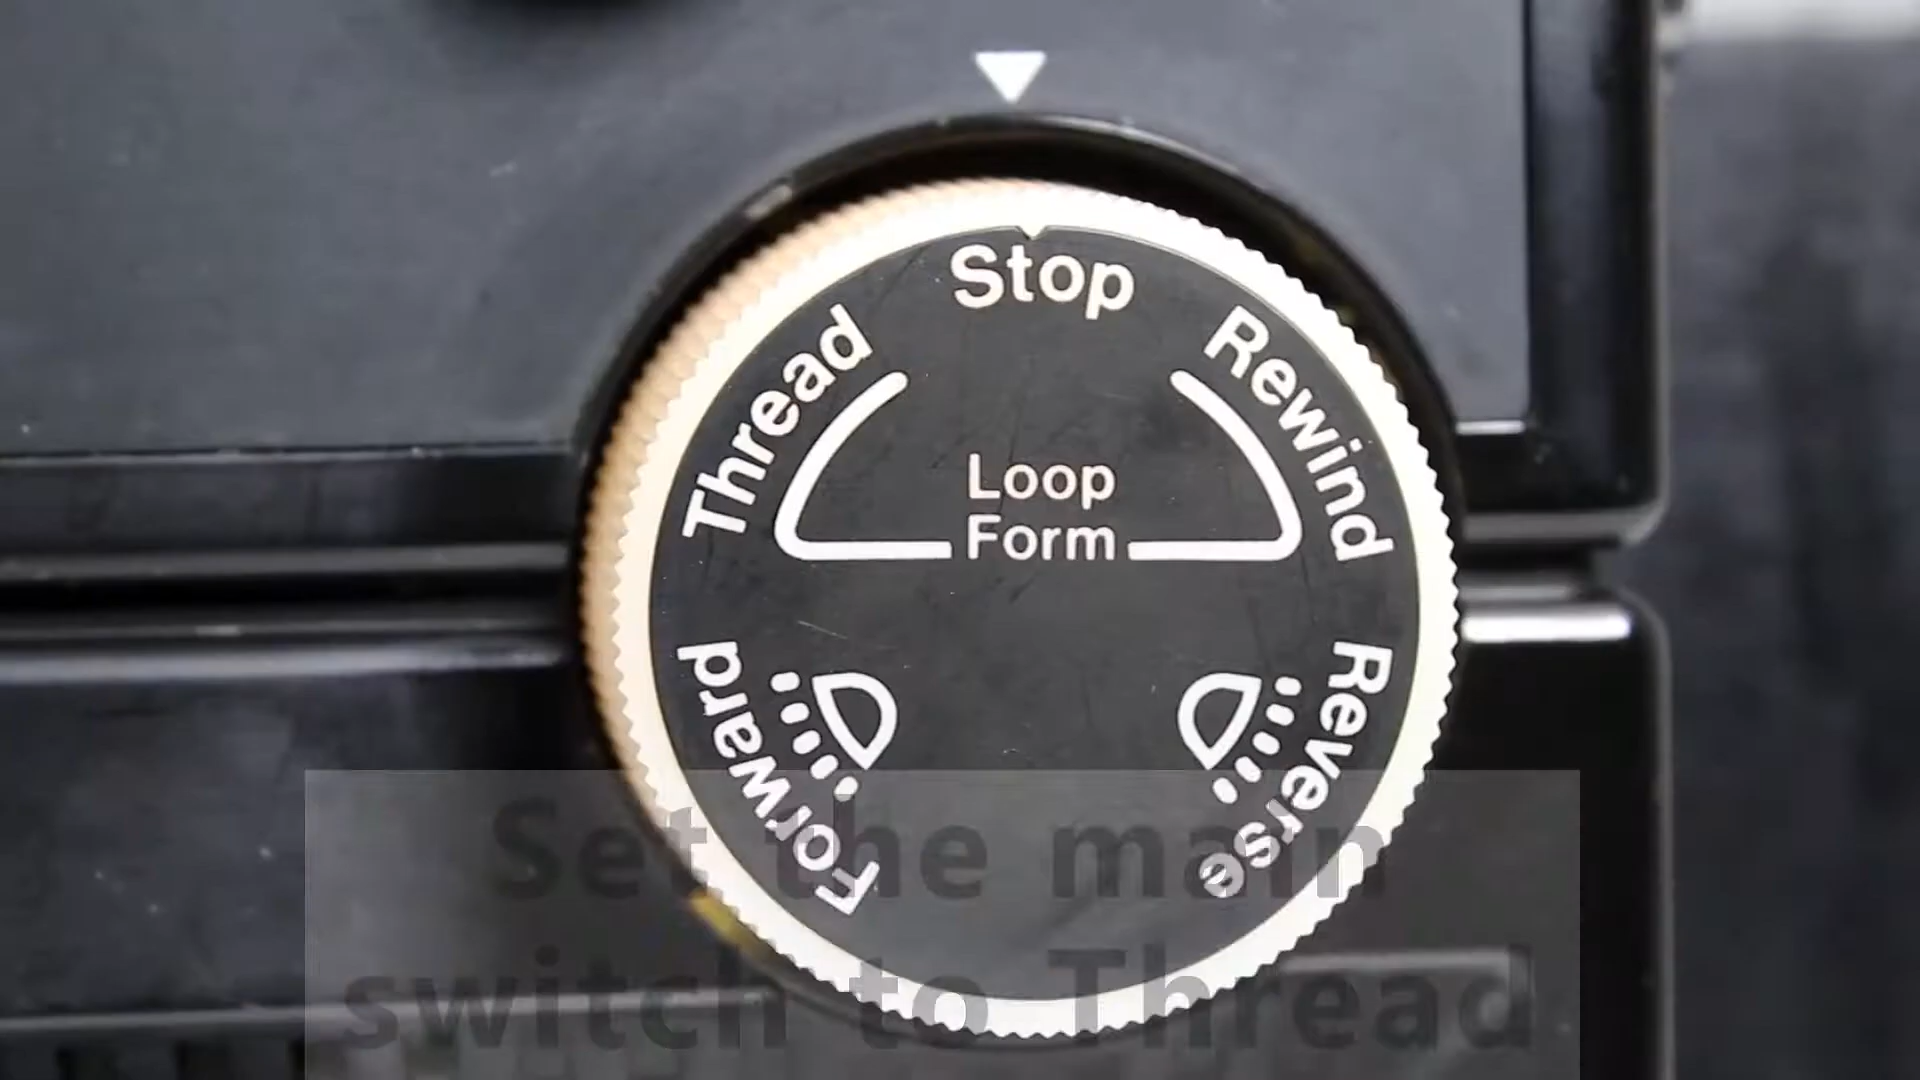 Stop
Thread
Rewind
Loop
Form
Forward
Reverse
Set the main
switch to Thread